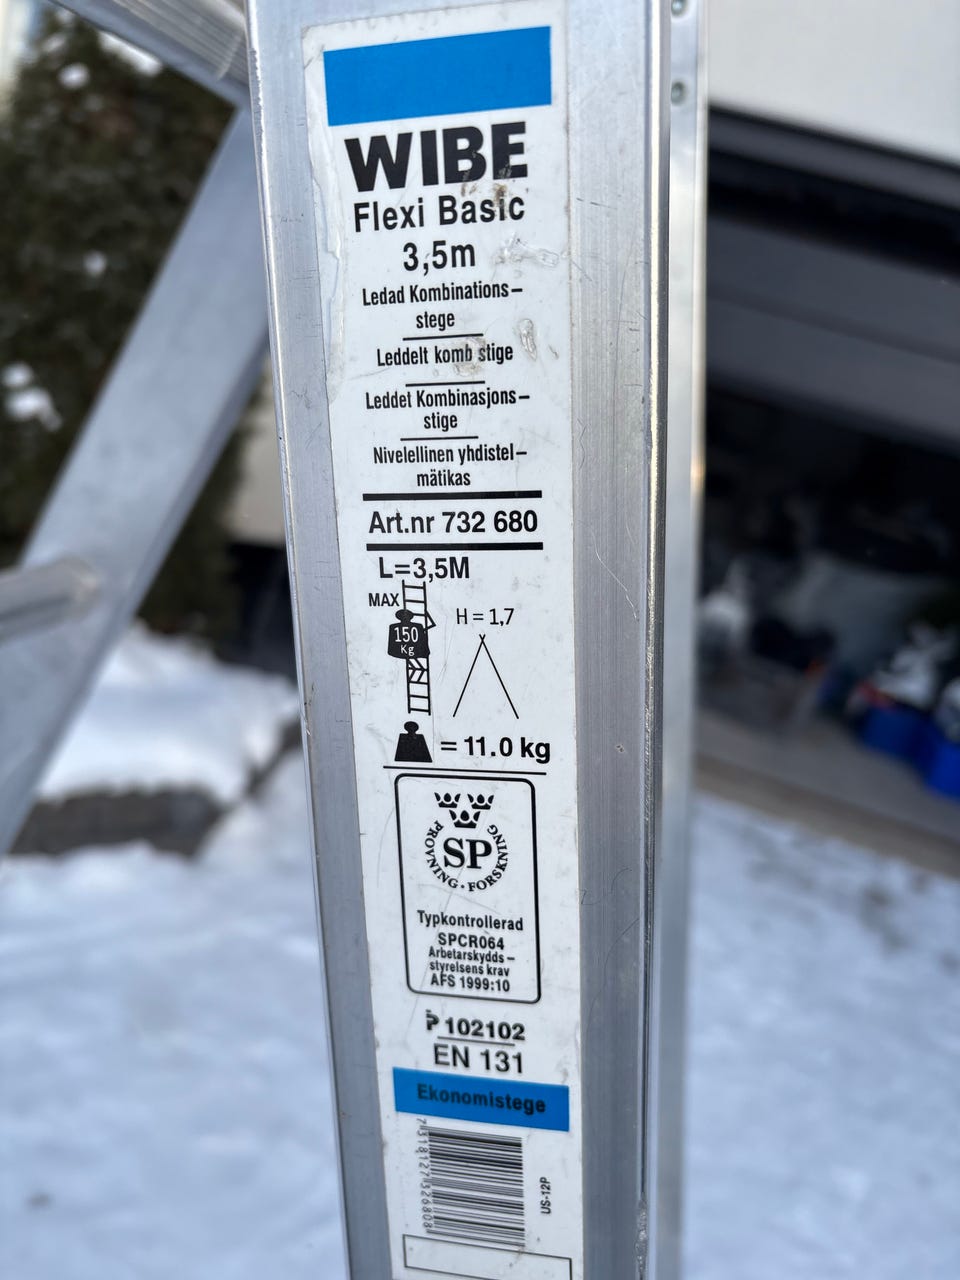 WIBE
Flexi Basic
3,5m
Ledad Kombinations-
stege
Leddelt komb stige
Leddet Kombinasjons-
stige
Nivelellinen yhdistel-
mätikas
Art.nr 732 680
L=3,5M
MAX
150
Kg
H = 1,7
= 11.0 kg
SP
PROVNING · FORSKNING
Typkontrollerad
SPCR064
Arbetarskydds-
styrelsens krav
AFS 1999:10
P 102102
EN 131
Ekonomistege
7318127326808
US-12P